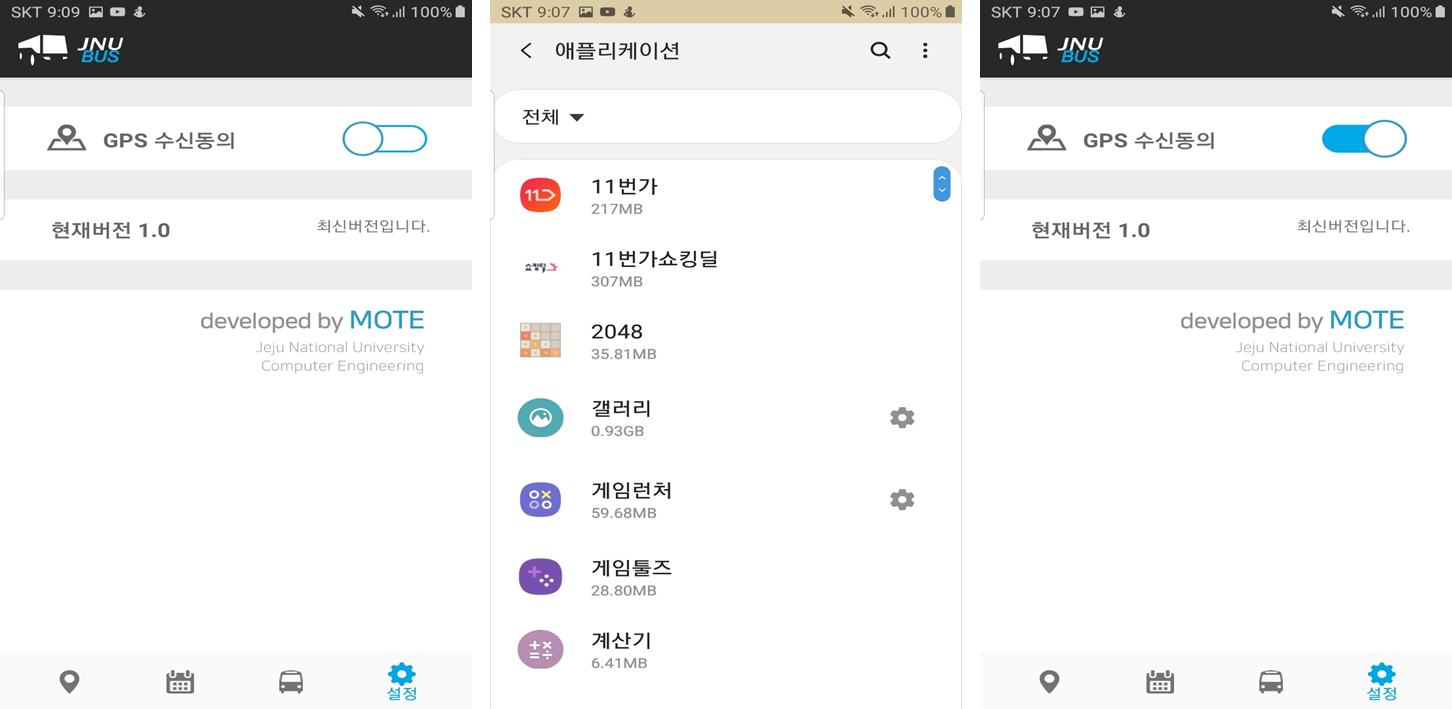 SKT 9:09 100%
JNU
BUS
GPS 수신동의
현재버전 1.0 최신버전입니다.
developed by MOTE
Jeju National University
Computer Engineering
설정
SKT 9:07 100%
애플리케이션
전체
11번가
217MB
쇼킹딜
11번가쇼킹딜
307MB
2048
35.81MB
갤러리
0.93GB
게임런처
59.68MB
게임툴즈
28.80MB
계산기
6.41MB
SKT 9:07 100%
JNU
BUS
GPS 수신동의
현재버전 1.0 최신버전입니다.
developed by MOTE
Jeju National University
Computer Engineering
설정